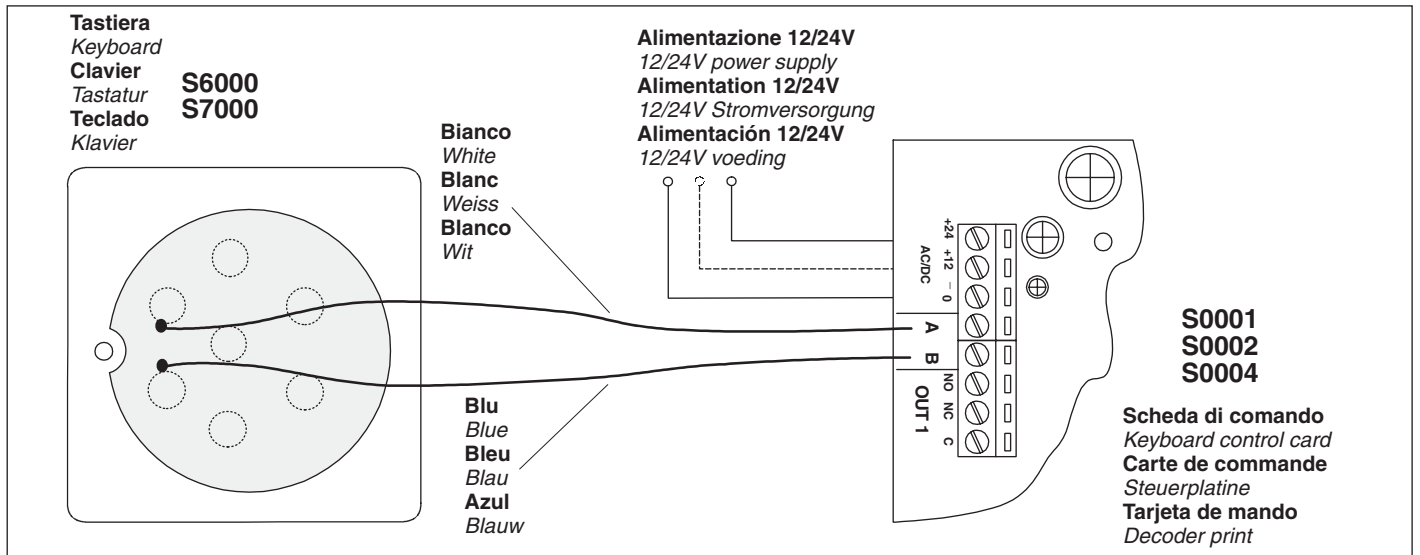 Tastiera
Keyboard
Clavier
Tastatur
Teclado
Klavier
S6000
S7000
Bianco
White
Blanc
Weiss
Blanco
Wit
Alimentazione 12/24V
12/24V power supply
Alimentation 12/24V
12/24V Stromversorgung
Alimentación 12/24V
12/24V voeding
+24 +12 – 0
AC/DC
A
B
NO NC C
OUT 1
Blu
Blue
Bleu
Blau
Azul
Blauw
S0001
S0002
S0004
Scheda di comando
Keyboard control card
Carte de commande
Steuerplatine
Tarjeta de mando
Decoder print